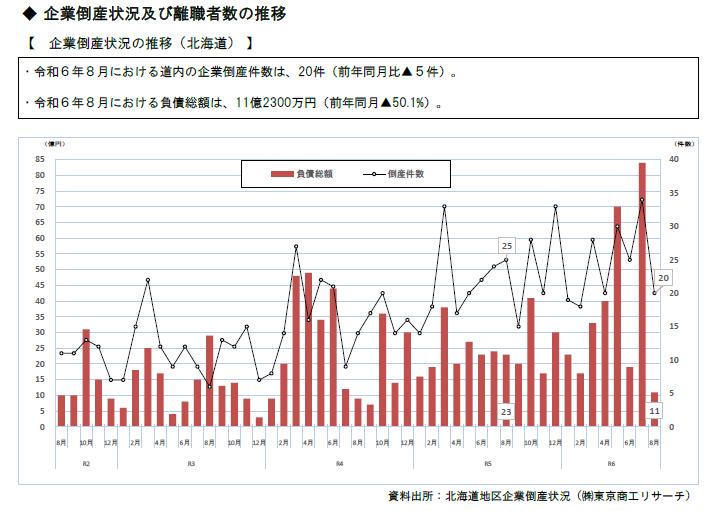 ◆ 企業倒産状況及び離職者数の推移
【　企業倒産状況の推移（北海道）　】
・令和６年８月における道内の企業倒産件数は、20件（前年同月比▲５件）。
・令和６年８月における負債総額は、11億2300万円（前年同月▲50.1%）。
（億円）
（件数）
負債総額
倒産件数
85
80
75
70
65
60
55
50
45
40
35
30
25
20
15
10
5
0
40
35
30
25
20
15
10
5
0
25
20
23
11
8月 10月 12月 2月 4月 6月 8月 10月 12月 2月 4月 6月 8月 10月 12月 2月 4月 6月 8月 10月 12月 2月 4月 6月 8月
R2 R3 R4 R5 R6
資料出所：北海道地区企業倒産状況（㈱東京商工リサーチ）